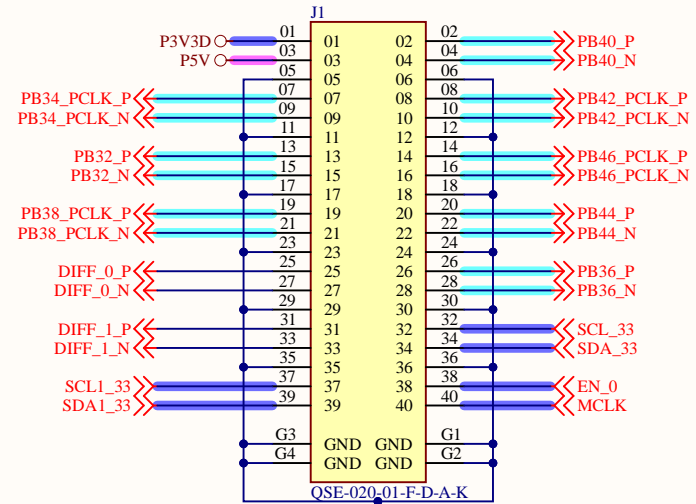 J1
P3V3D 01 01 02 02 PB40_P
P5V 03 03 04 04 PB40_N
05 05 06 06
PB34_PCLK_P 07 07 08 08 PB42_PCLK_P
PB34_PCLK_N 09 09 10 10 PB42_PCLK_N
11 11 12 12
PB32_P 13 13 14 14 PB46_PCLK_P
PB32_N 15 15 16 16 PB46_PCLK_N
17 17 18 18
PB38_PCLK_P 19 19 20 20 PB44_P
PB38_PCLK_N 21 21 22 22 PB44_N
23 23 24 24
DIFF_0_P 25 25 26 26 PB36_P
DIFF_0_N 27 27 28 28 PB36_N
29 29 30 30
DIFF_1_P 31 31 32 32 SCL_33
DIFF_1_N 33 33 34 34 SDA_33
35 35 36 36
SCL1_33 37 37 38 38 EN_0
SDA1_33 39 39 40 40 MCLK
G3 GND GND G1
G4 GND GND G2
QSE-020-01-F-D-A-K